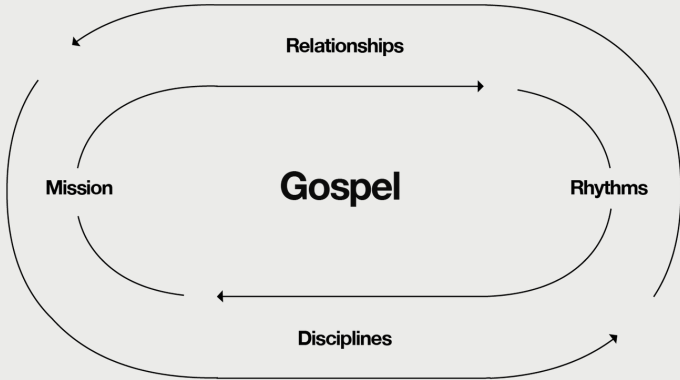 Relationships
Mission
Gospel
Rhythms
Disciplines